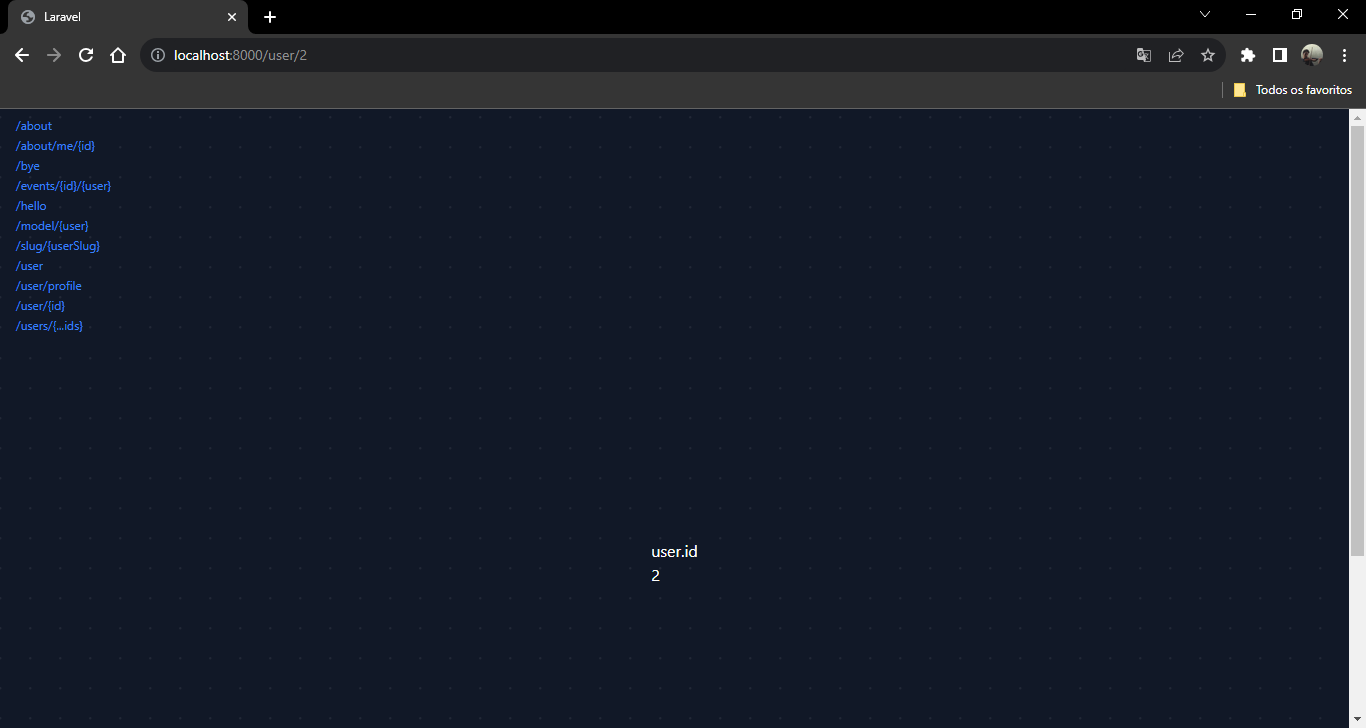 Laravel
localhost:8000/user/2
Todos os favoritos
/about
/about/me/{id}
/bye
/events/{id}/{user}
/hello
/model/{user}
/slug/{userSlug}
/user
/user/profile
/user/{id}
/users/{...ids}
user.id
2